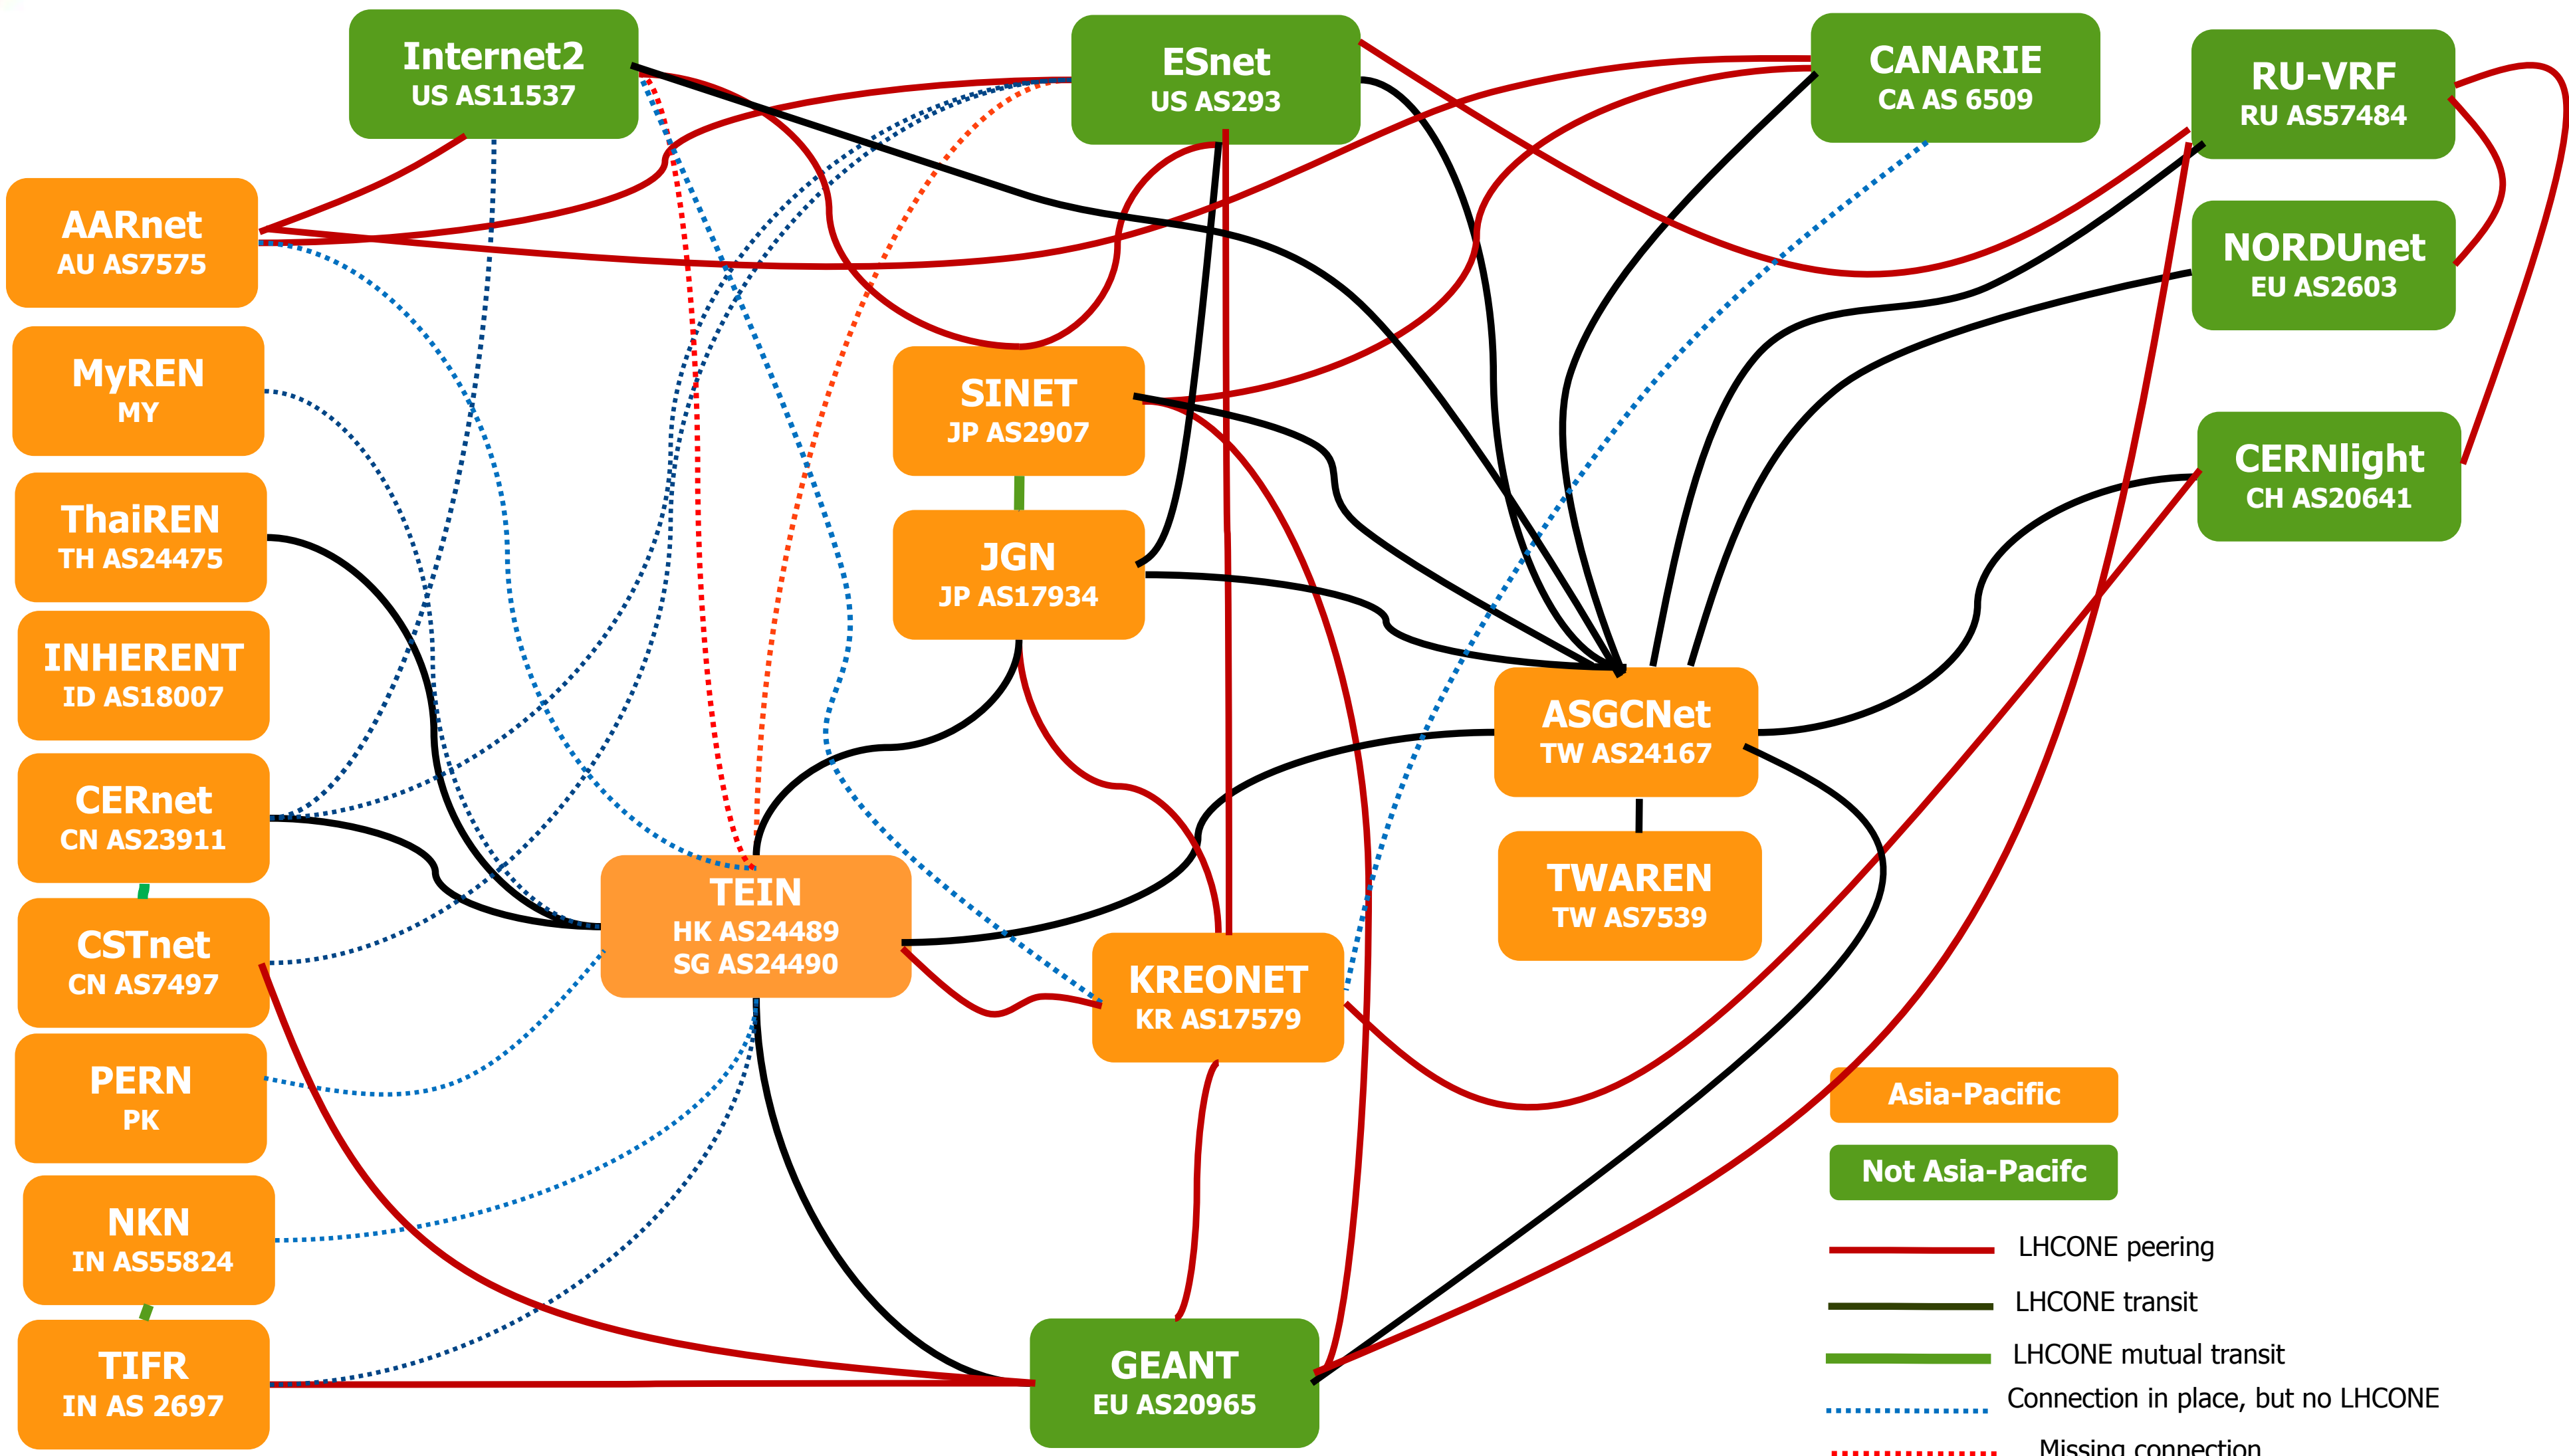 Internet2
US AS11537
ESnet
US AS293
CANARIE
CA AS 6509
RU-VRF
RU AS57484
AARnet
AU AS7575
NORDUnet
EU AS2603
MyREN
MY
SINET
JP AS2907
CERNlight
CH AS20641
ThaiREN
TH AS24475
JGN
JP AS17934
INHERENT
ID AS18007
ASGCNet
TW AS24167
CERnet
CN AS23911
TWAREN
TW AS7539
TEIN
HK AS24489
SG AS24490
CSTnet
CN AS7497
KREONET
KR AS17579
PERN
PK
NKN
IN AS55824
TIFR
IN AS 2697
GEANT
EU AS20965
Asia-Pacific
Not Asia-Pacifc
LHCONE peering
LHCONE transit
LHCONE mutual transit
Connection in place, but no LHCONE
Missing connection